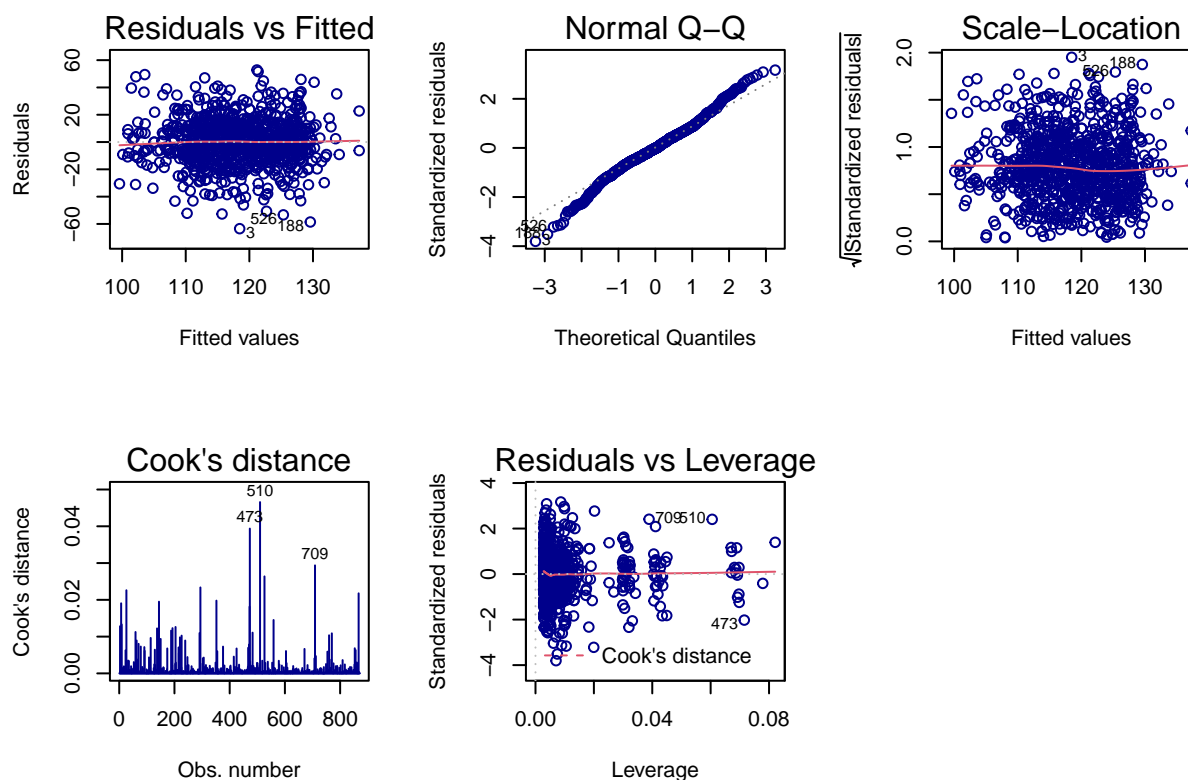 Residuals vs Fitted
Residuals
−60
−20
20
60
526
188
3
100 110 120 130
Fitted values
Normal Q−Q
Standardized residuals
−4
−2
0
2
526
188
3
−3 −1 0 1 2 3
Theoretical Quantiles
Scale−Location
√|Standardized residuals|
0.0
1.0
2.0
3
526
188
100 110 120 130
Fitted values
Cook's distance
Cook's distance
0.00
0.02
0.04
510
473
709
0 200 400 600 800
Obs. number
Residuals vs Leverage
Standardized residuals
−4
−2
0
2
4
709 510
473
Cook's distance
0.00 0.04 0.08
Leverage